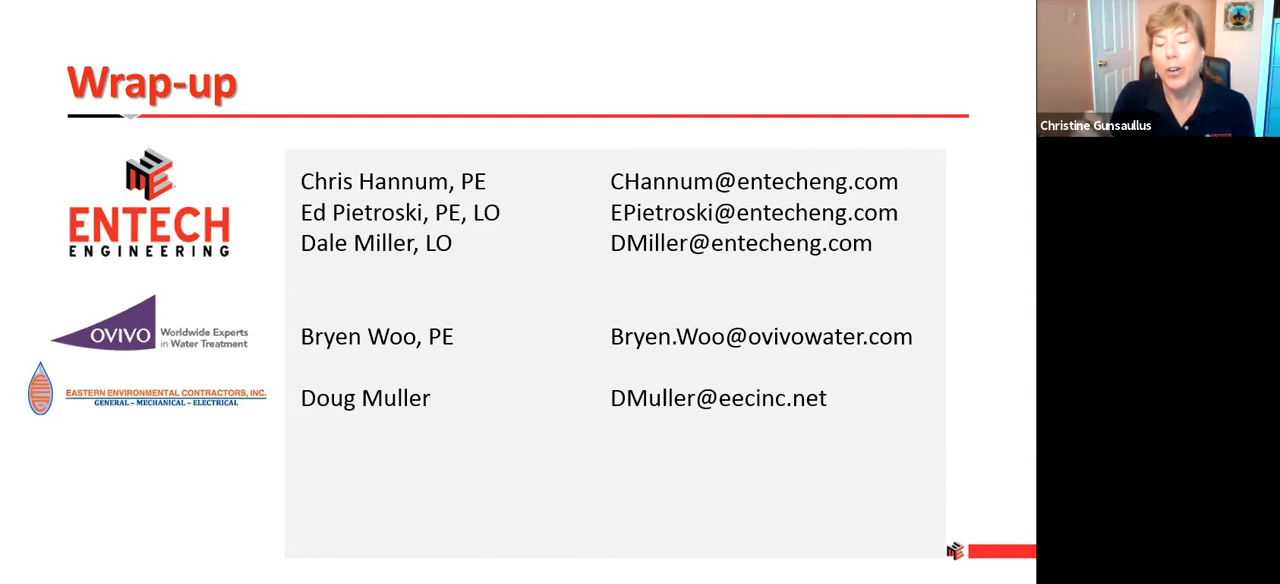 Wrap-up
ENTECH
ENGINEERING
Chris Hannum, PE CHannum@entecheng.com
Ed Pietroski, PE, LO EPietroski@entecheng.com
Dale Miller, LO DMiller@entecheng.com
OVIVO Worldwide Experts
in Water Treatment
Bryen Woo, PE Bryen.Woo@ovivowater.com
EASTERN ENVIRONMENTAL CONTRACTORS, INC.
GENERAL – MECHANICAL – ELECTRICAL
Doug Muller DMuller@eecinc.net
Christine Gunsaullus